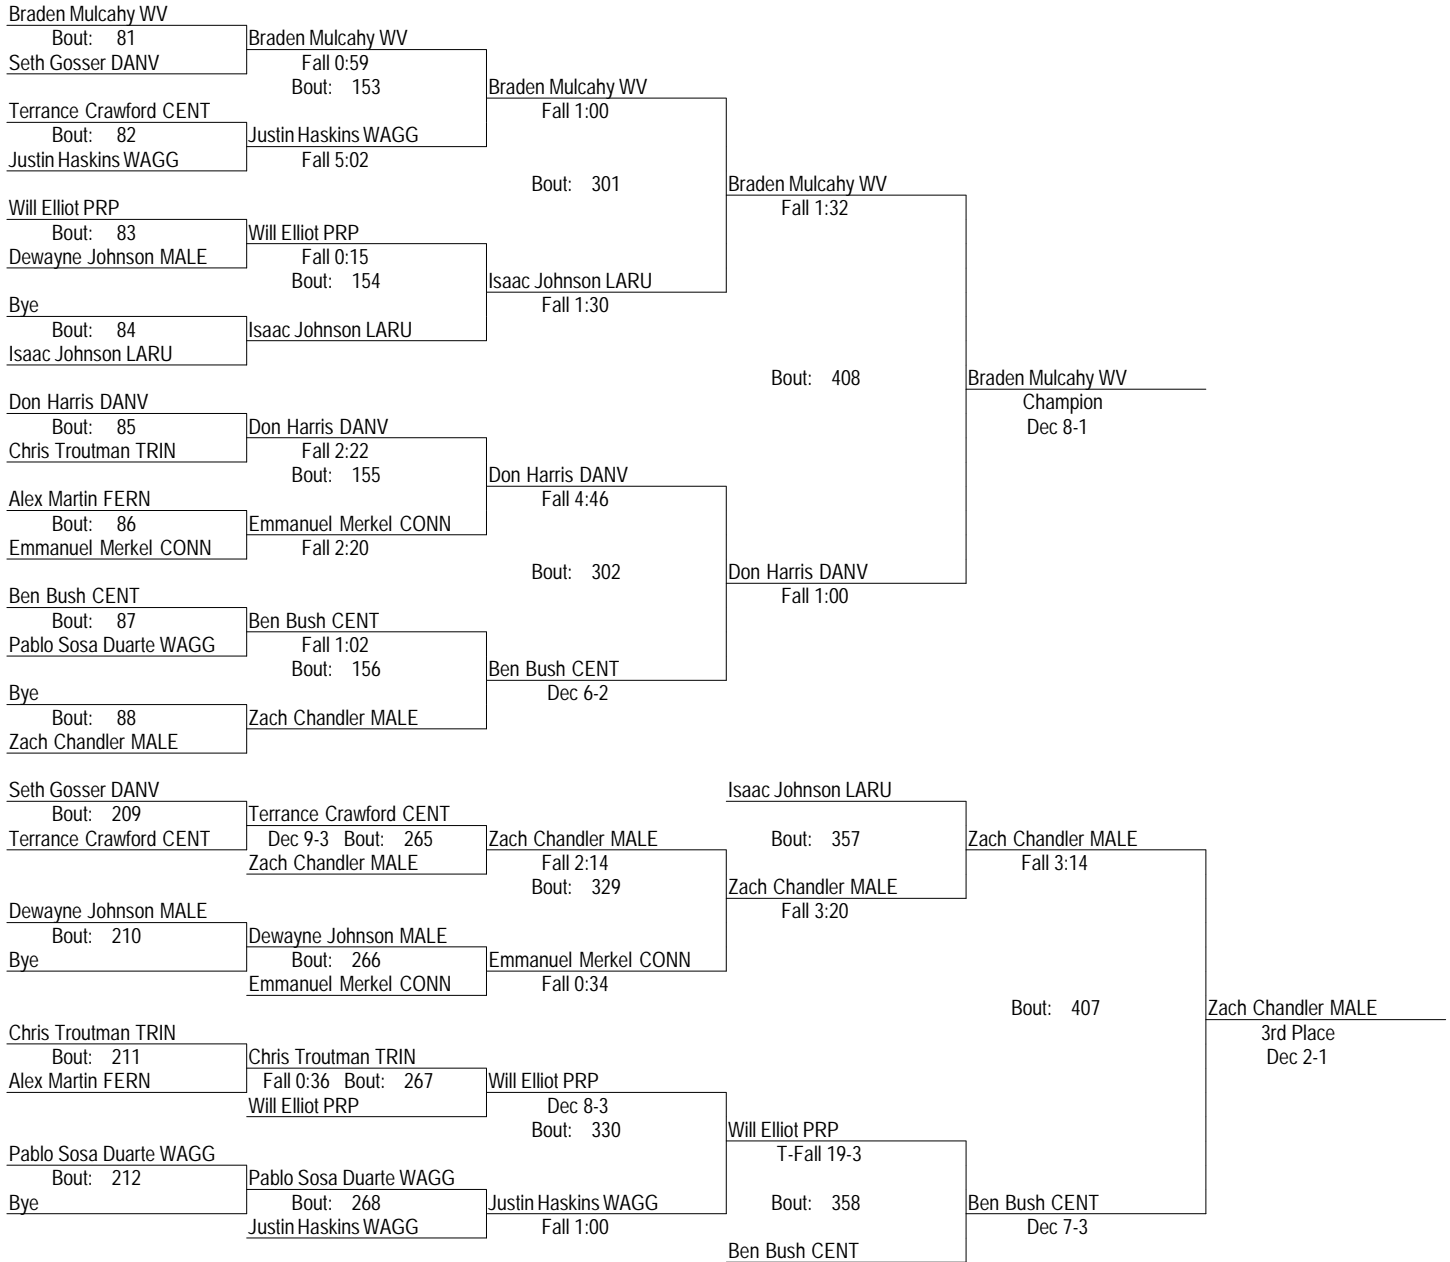 Braden Mulcahy WV
Bout: 81 Braden Mulcahy WV
Seth Gosser DANV Fall 0:59
Bout: 153 Braden Mulcahy WV
Terrance Crawford CENT Fall 1:00
Bout: 82 Justin Haskins WAGG
Justin Haskins WAGG Fall 5:02
Bout: 301 Braden Mulcahy WV
Will Elliot PRP Fall 1:32
Bout: 83 Will Elliot PRP
Dewayne Johnson MALE Fall 0:15
Bout: 154 Isaac Johnson LARU
Bye Fall 1:30
Bout: 84 Isaac Johnson LARU
Isaac Johnson LARU
Bout: 408 Braden Mulcahy WV
Don Harris DANV Champion
Bout: 85 Don Harris DANV Dec 8-1
Chris Troutman TRIN Fall 2:22
Bout: 155 Don Harris DANV
Alex Martin FERN Fall 4:46
Bout: 86 Emmanuel Merkel CONN
Emmanuel Merkel CONN Fall 2:20
Bout: 302 Don Harris DANV
Ben Bush CENT Fall 1:00
Bout: 87 Ben Bush CENT
Pablo Sosa Duarte WAGG Fall 1:02
Bout: 156 Ben Bush CENT
Bye Dec 6-2
Bout: 88 Zach Chandler MALE
Zach Chandler MALE
Seth Gosser DANV Isaac Johnson LARU
Bout: 209 Terrance Crawford CENT
Terrance Crawford CENT Dec 9-3 Bout: 265 Zach Chandler MALE Bout: 357 Zach Chandler MALE
Zach Chandler MALE Fall 2:14 Fall 3:14
Bout: 329 Zach Chandler MALE
Dewayne Johnson MALE Fall 3:20
Bout: 210 Dewayne Johnson MALE
Bye Bout: 266 Emmanuel Merkel CONN
Emmanuel Merkel CONN Fall 0:34
Bout: 407 Zach Chandler MALE
Chris Troutman TRIN 3rd Place
Bout: 211 Chris Troutman TRIN Dec 2-1
Alex Martin FERN Fall 0:36 Bout: 267 Will Elliot PRP
Will Elliot PRP Dec 8-3
Bout: 330 Will Elliot PRP
Pablo Sosa Duarte WAGG T-Fall 19-3
Bout: 212 Pablo Sosa Duarte WAGG
Bye Bout: 268 Justin Haskins WAGG Bout: 358 Ben Bush CENT
Justin Haskins WAGG Fall 1:00 Dec 7-3
Ben Bush CENT